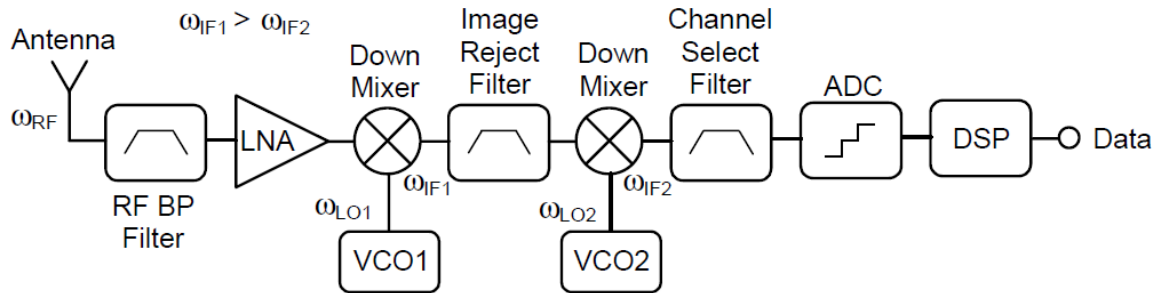 ωIF1 > ωIF2
Antenna
ωRF
RF BP
Filter
LNA
Down
Mixer
ωLO1
VCO1
ωIF1
Image
Reject
Filter
Down
Mixer
ωLO2
VCO2
ωIF2
Channel
Select
Filter
ADC
DSP
Data